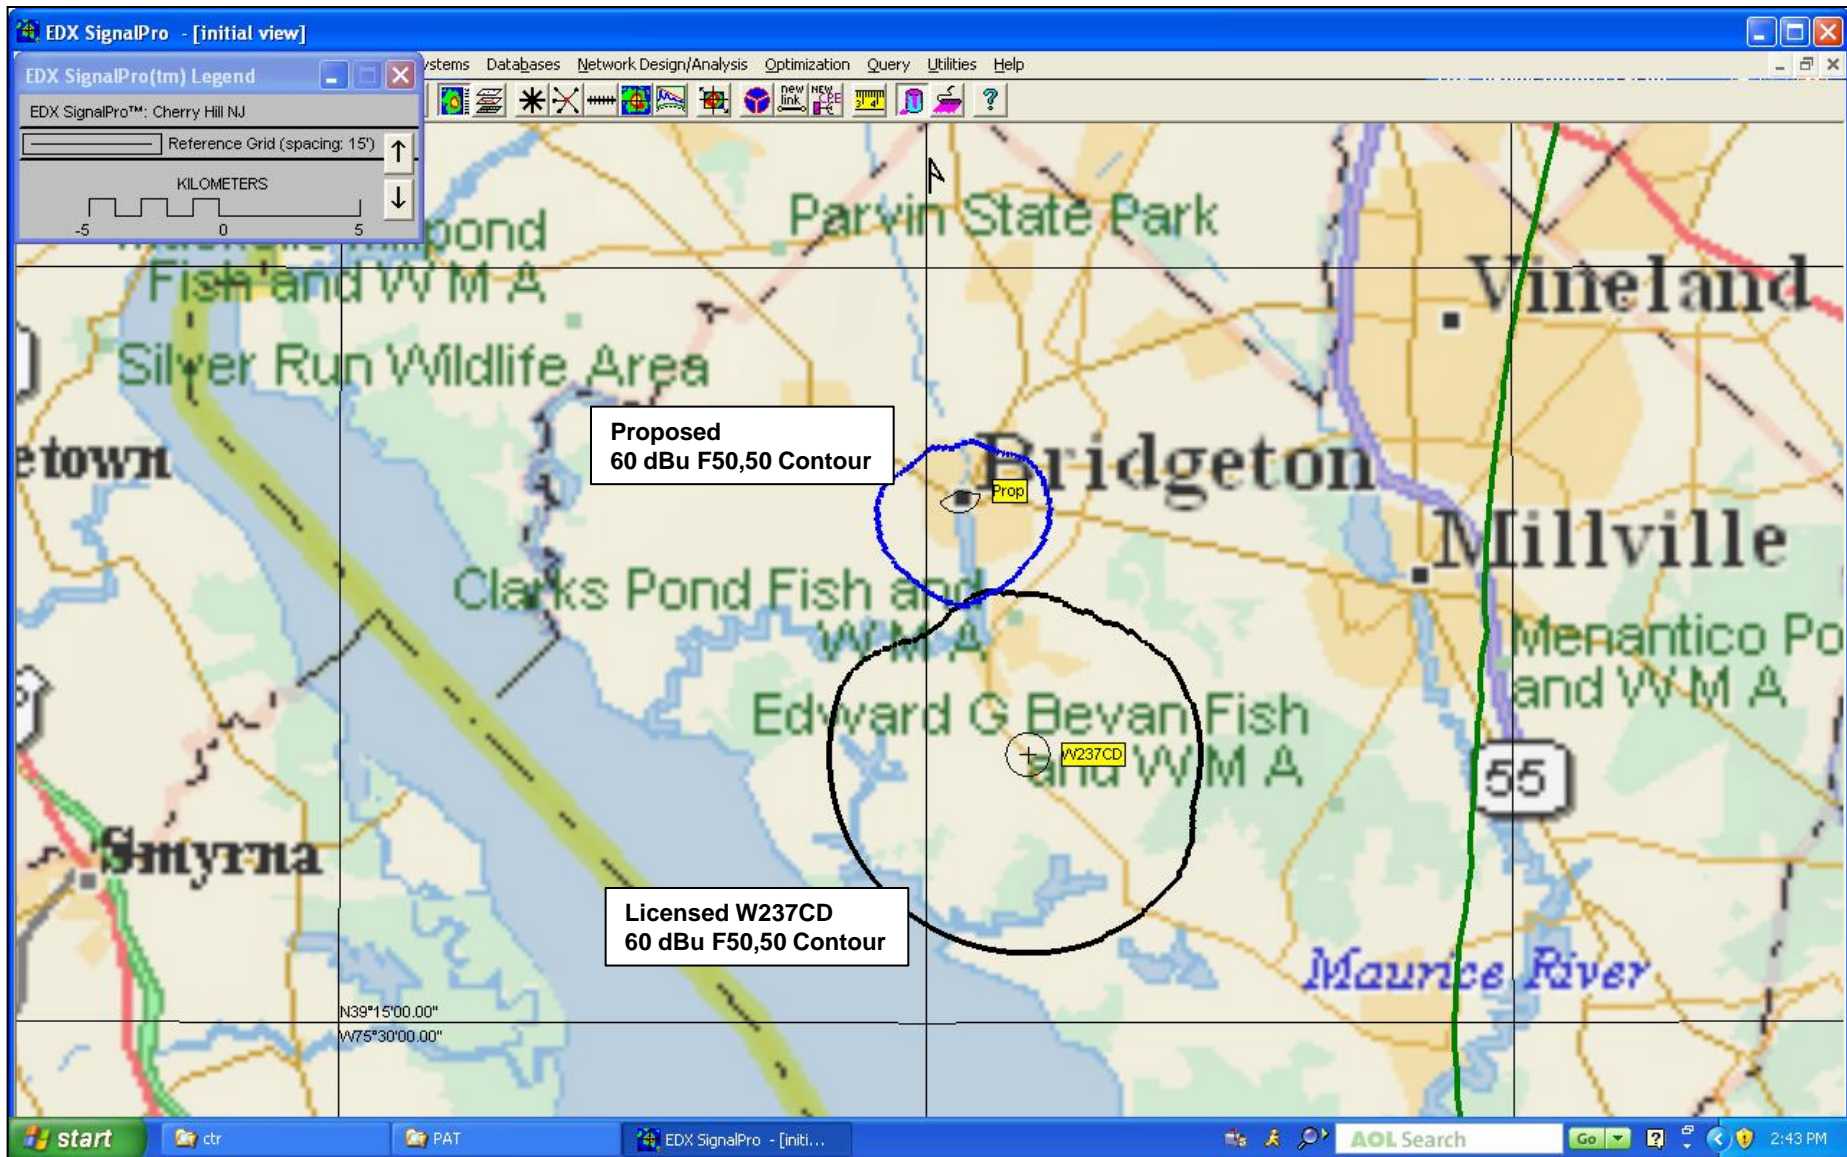 EDX SignalPro - [initial view]
EDX SignalPro(tm) Legend
ystems Databases Network Design/Analysis Optimization Query Utilities Help
EDX SignalPro™: Cherry Hill NJ
new link
NEW CPE
?
Reference Grid (spacing: 15')
KILOMETERS
-5 0 5
Parvin State Park
pond
Fish and W M A
Vineland
Silver Run Wildlife Area
Proposed
60 dBu F50,50 Contour
etown
Bridgeton
Prop
Millville
Clarks Pond Fish and
W M A
Menantico Po
and W M A
Edward G Bevan Fish
and W M A
W237CD
55
Smyrna
Licensed W237CD
60 dBu F50,50 Contour
Maurice River
N39°15'00.00"
W75°30'00.00"
start
ctr
PAT
EDX SignalPro - [initi...
AOL Search
Go
?
2:43 PM